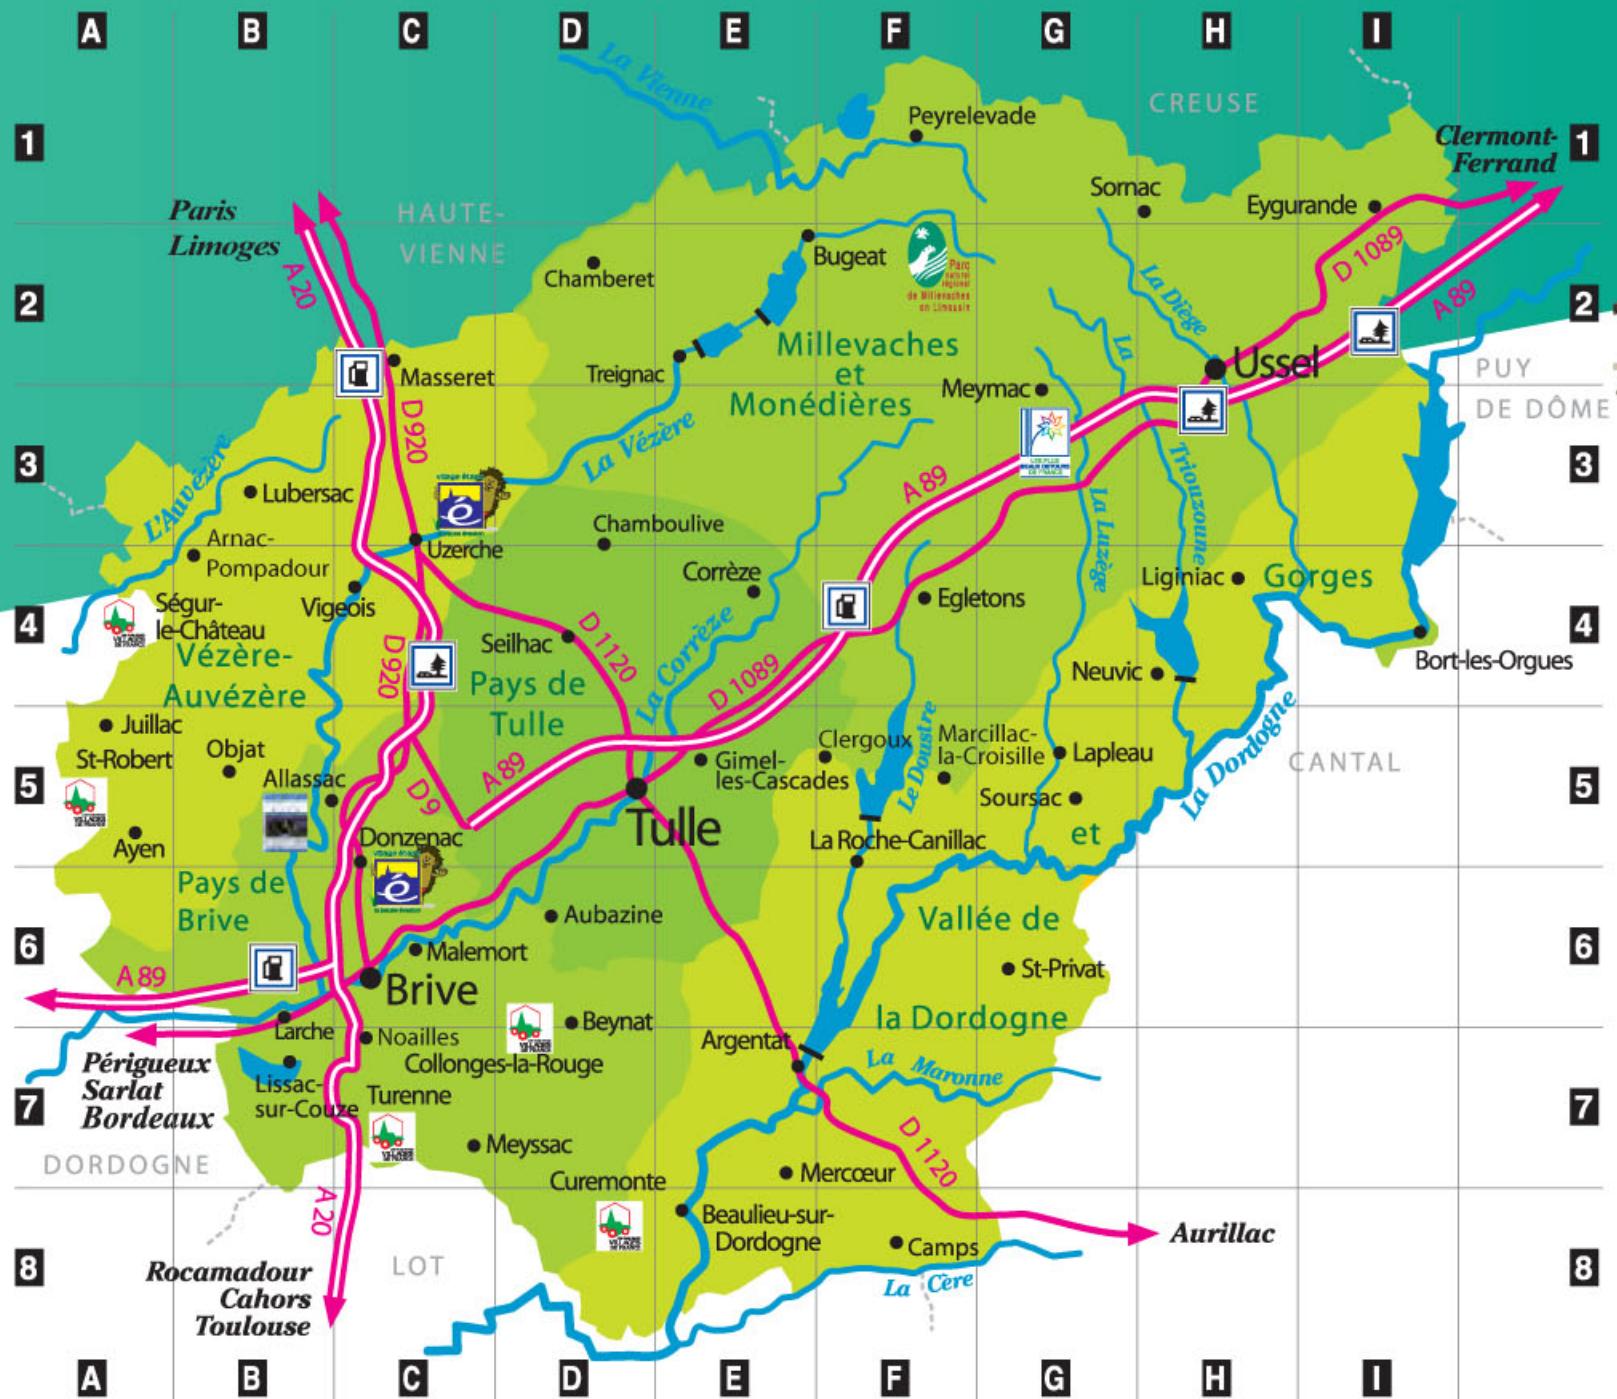 A B C D E F G H I
La Vienne
Peyrelevade
CREUSE
1
1
Clermont-
Ferrand
Sornac
Eygurande
Paris
Limoges
HAUTE-
VIENNE
A 20
Chamberet
Bugeat
Parc
naturel
régional
de Millevaches
en Limousin
La Diège
D 1089
A 89
2
2
Millevaches
et
Monédières
La
Treignac
Masseret
Meymac
Ussel
PUY
DE DÔME
D 920
La Vézère
L'Auvézère
3
3
Lubersac
A 89
Triouzoune
La Luzège
Chamboulive
Arnac-
Pompadour
Uzerche
Corrèze
Liginiac
Gorges
Vigeois
Egletons
4
4
Ségur-
le-Château
Seilhac
D 1120
D 920
La Corrèze
D 1089
Vézère-
Auvézère
Pays de
Tulle
Neuvic
Bort-les-Orgues
Juillac
St-Robert
Objat
Allassac
Clergoux
Le Doustre
Marcillac-
la-Croisille
Lapleau
La Dordogne
CANTAL
5
5
A 89
D 9
Gimel-
les-Cascades
Soursac
Tulle
et
Ayen
Donzenac
La Roche-Canillac
Pays de
Brive
Aubazine
Vallée de
6
6
Malemort
St-Privat
A 89
Brive
la Dordogne
Larche
Noailles
Beynat
Argentat
Collonges-la-Rouge
La Maronne
Périgueux
Sarlat
Bordeaux
Lissac-
sur-Couze
Turenne
7
7
Meyssac
D 1120
DORDOGNE
Curemonte
Mercœur
A 20
Beaulieu-sur-
Dordogne
Aurillac
Camps
8
8
LOT
La Cère
Rocamadour
Cahors
Toulouse
A B C D E F G H I